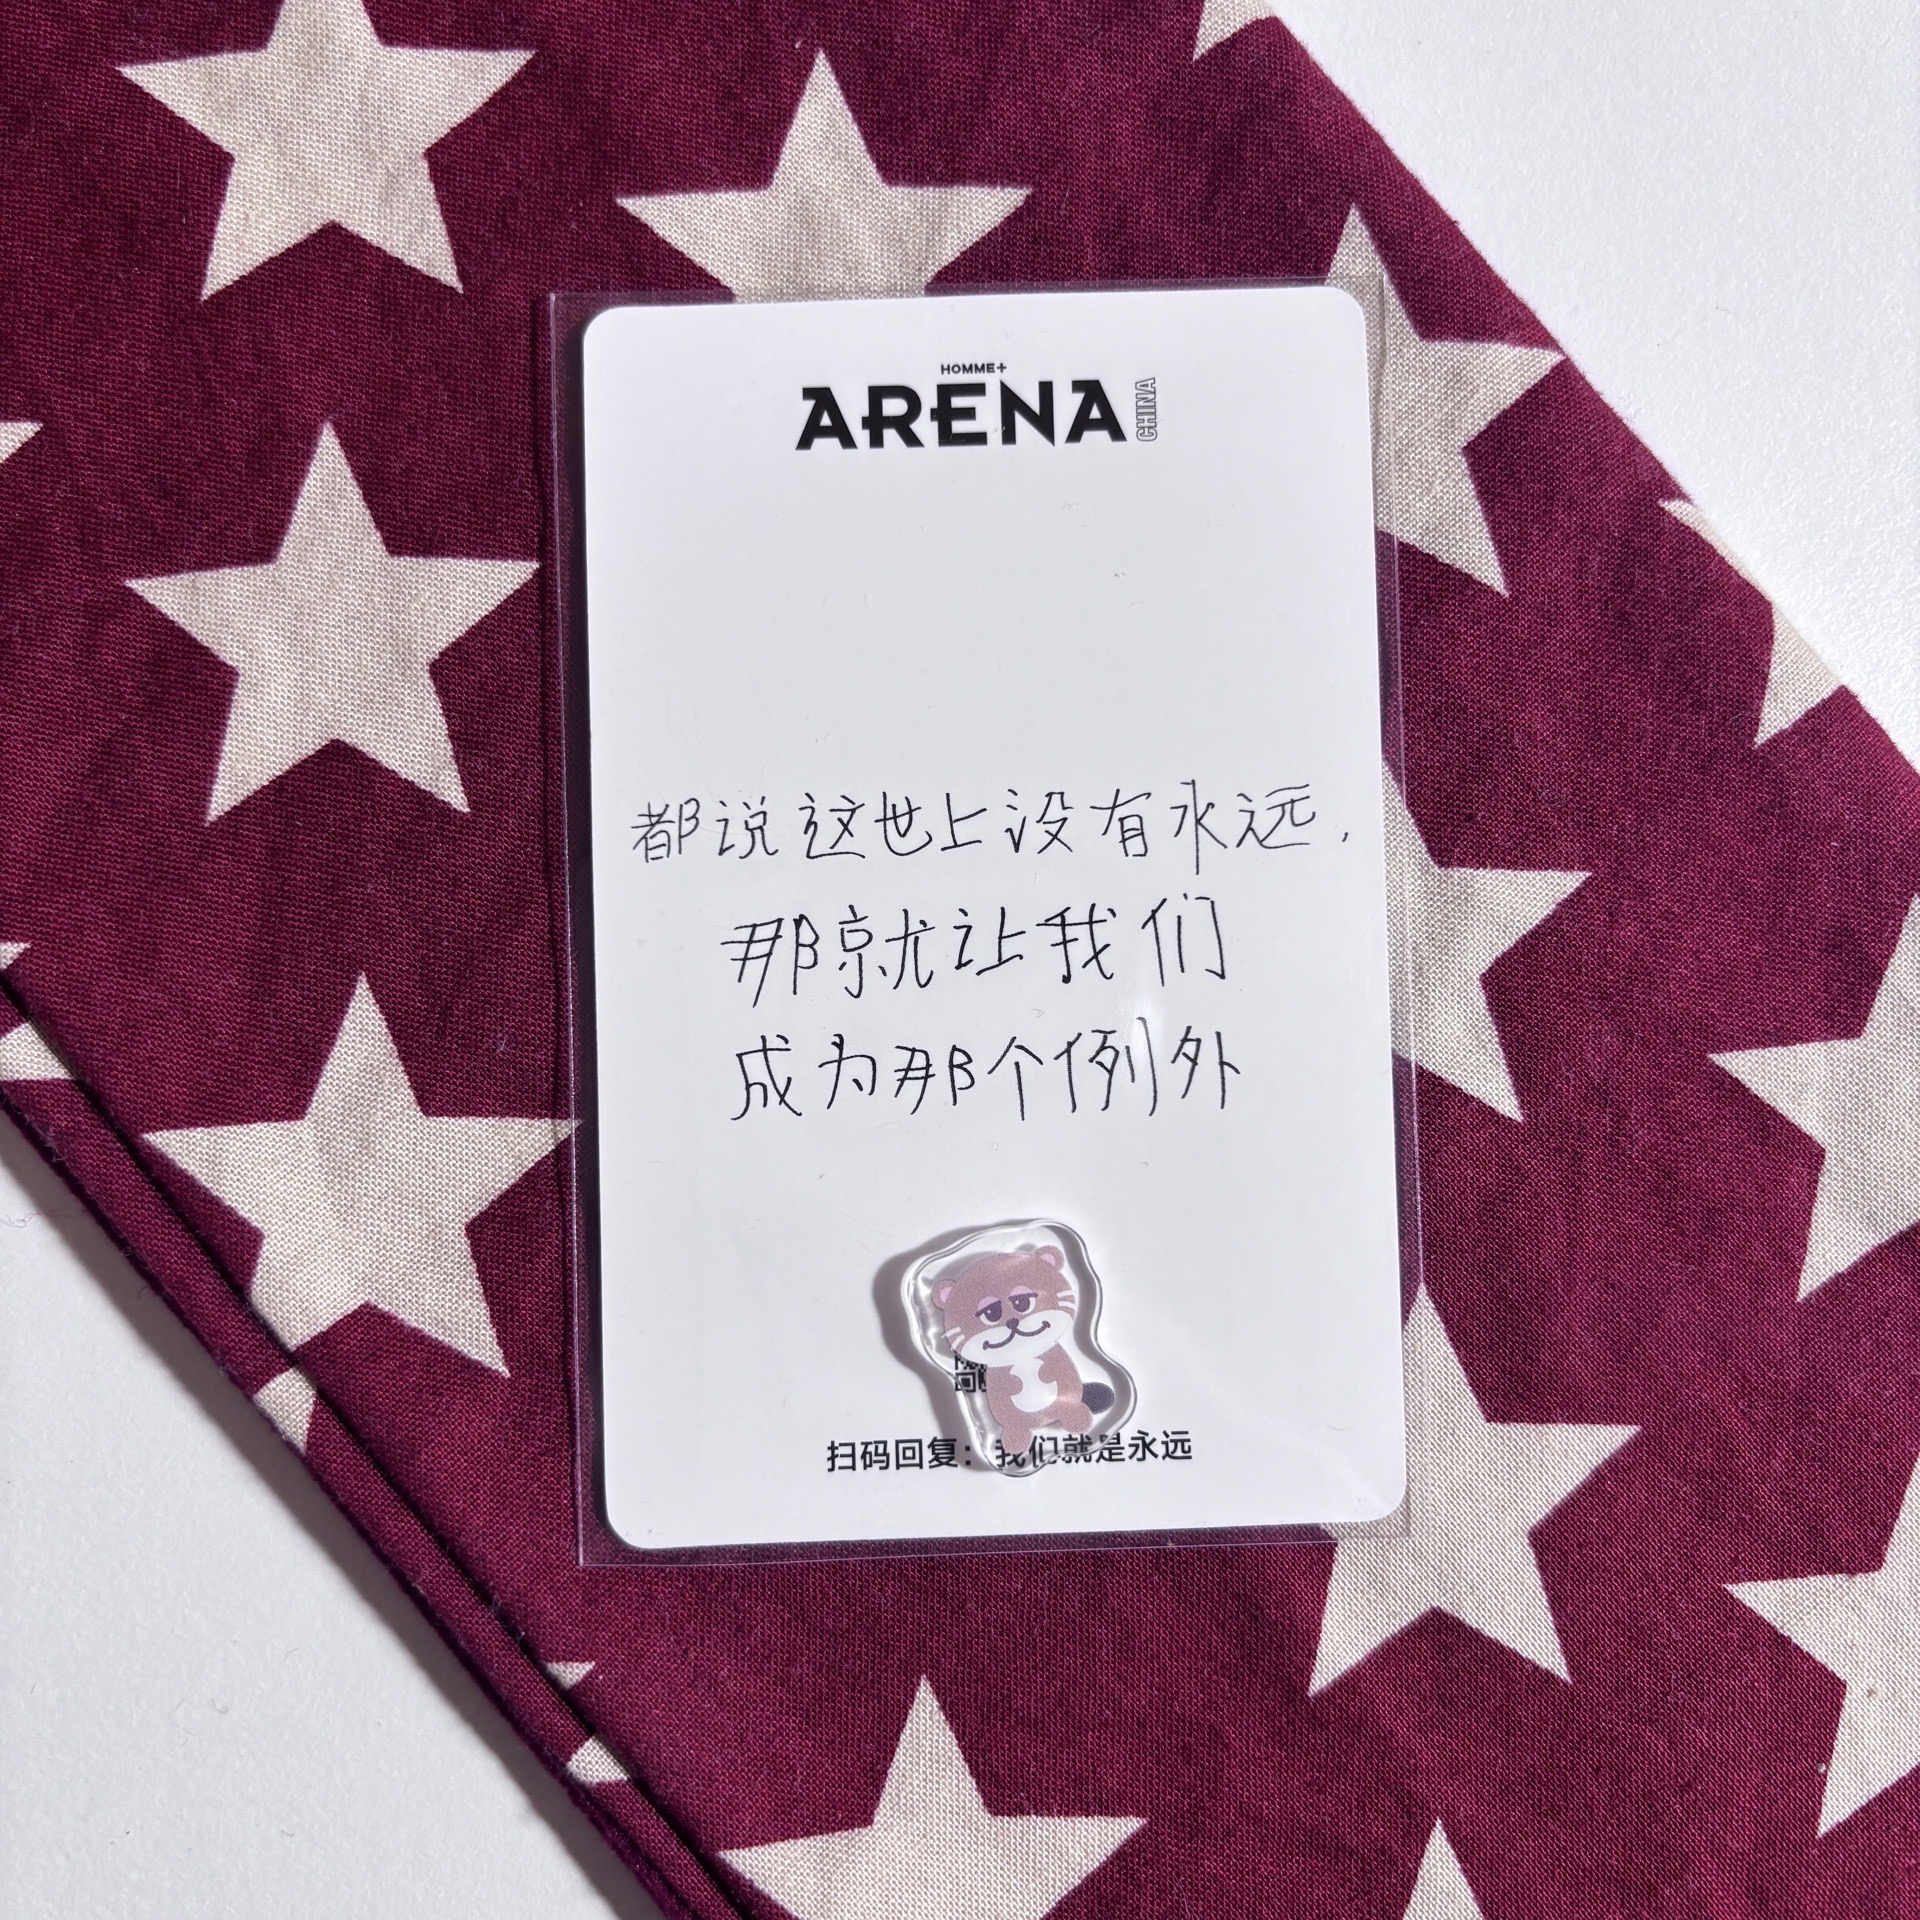 HOMME+
ARENA CHINA
都说这世上没有永远，
那就让我们
成为那个例外
扫码回复：我们就是永远